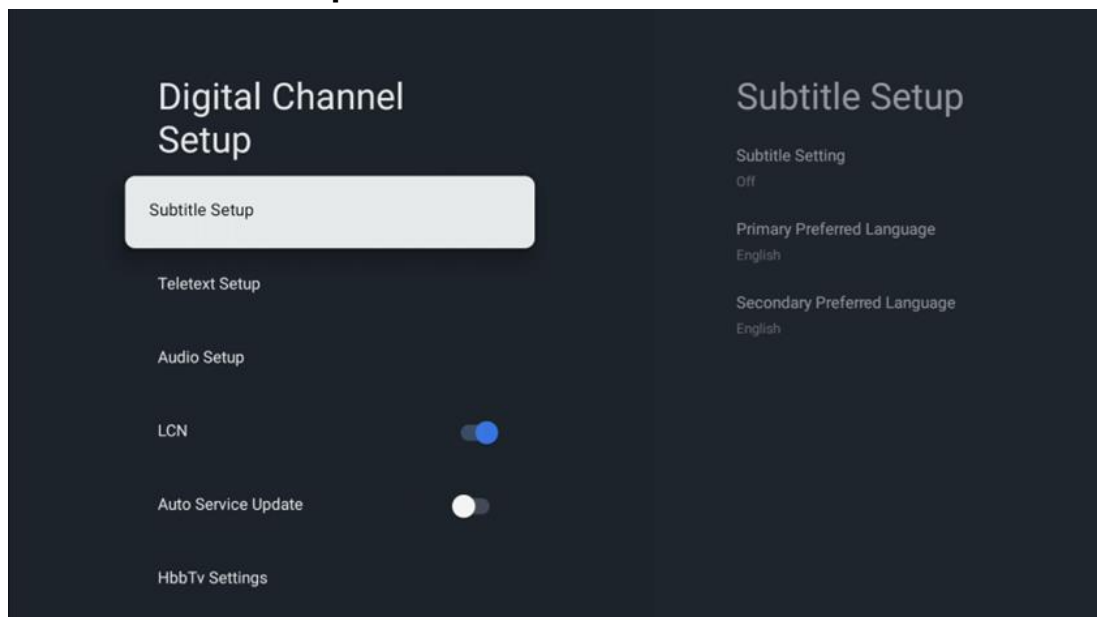 Digital Channel
Setup
Subtitle Setup
Teletext Setup
Audio Setup
LCN
Auto Service Update
HbbTv Settings
Subtitle Setup
Subtitle Setting
Off
Primary Preferred Language
English
Secondary Preferred Language
English